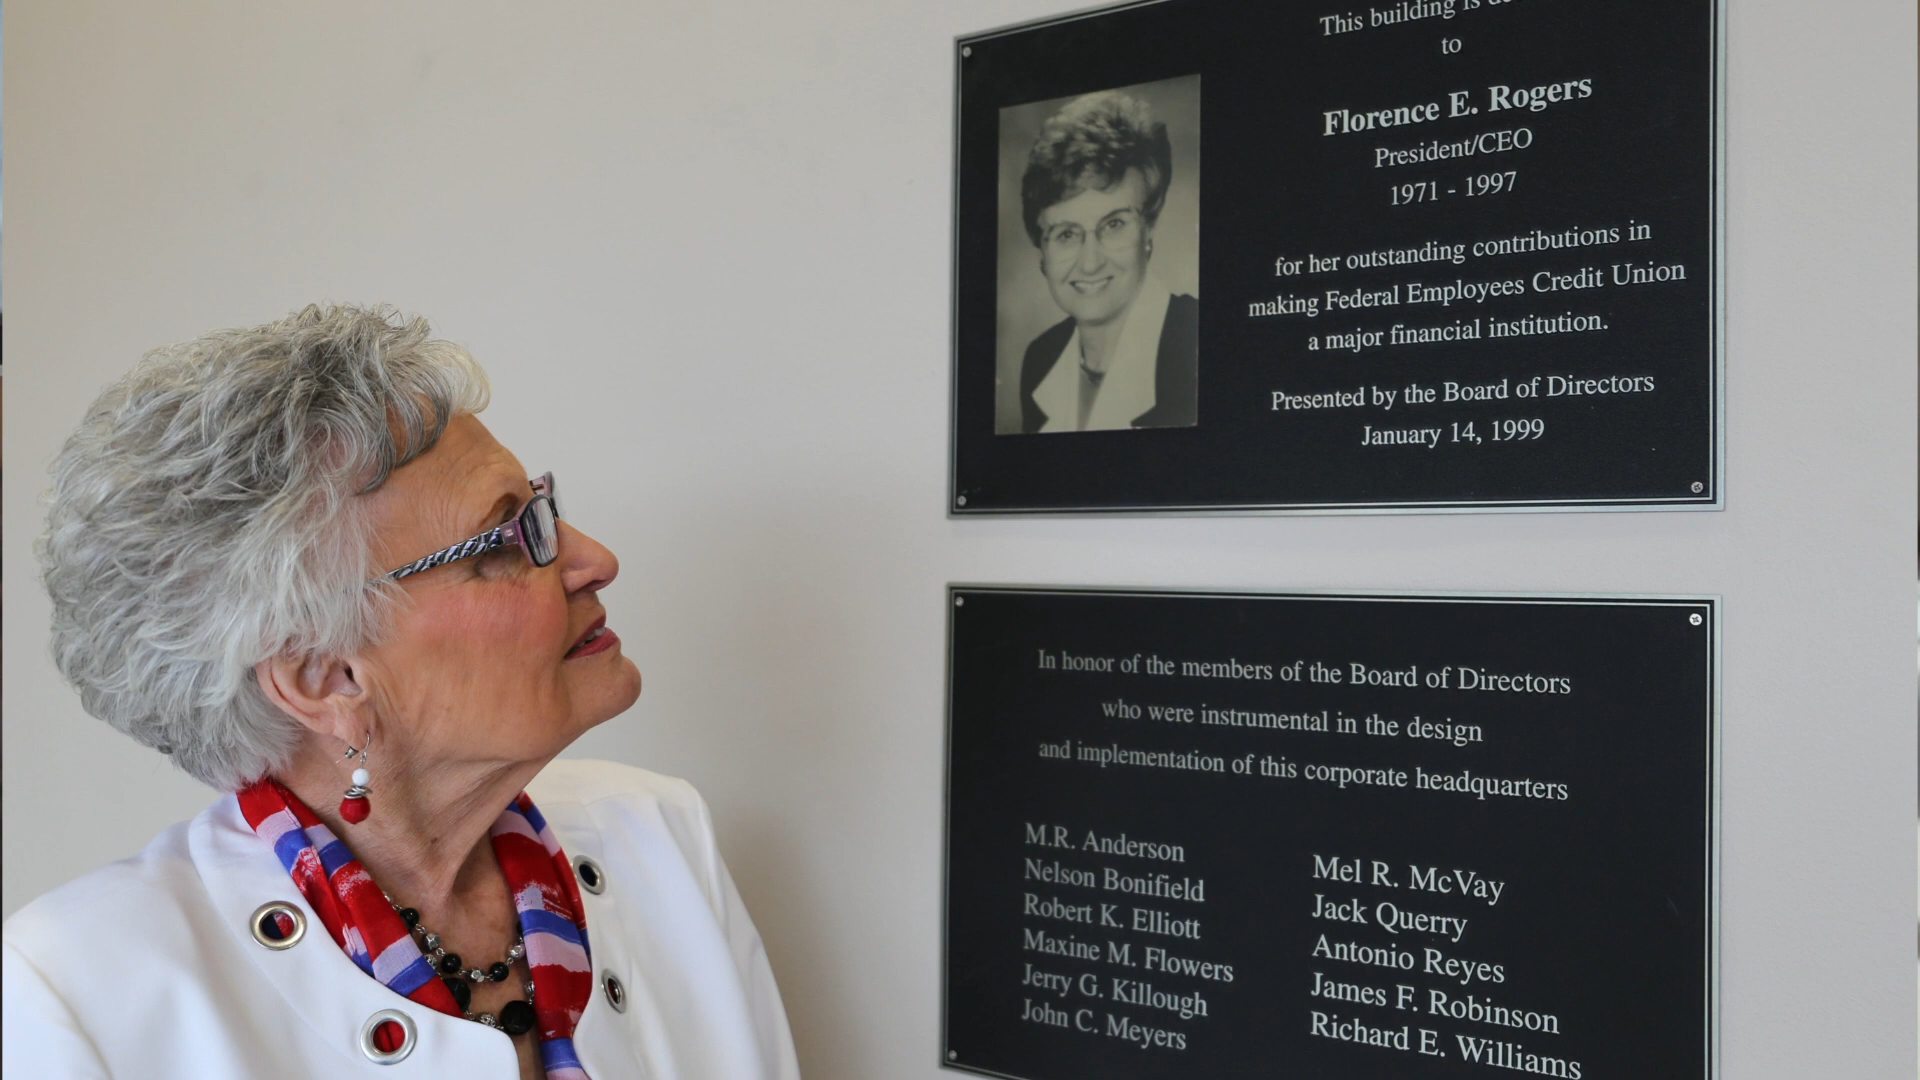 This building is
to
Florence E. Rogers
President/CEO
1971 - 1997
for her outstanding contributions in
making Federal Employees Credit Union
a major financial institution.
Presented by the Board of Directors
January 14, 1999
In honor of the members of the Board of Directors
who were instrumental in the design
and implementation of this corporate headquarters
M.R. Anderson
Nelson Bonifield
Robert K. Elliott
Maxine M. Flowers
Jerry G. Killough
John C. Meyers
Mel R. McVay
Jack Querry
Antonio Reyes
James F. Robinson
Richard E. Williams